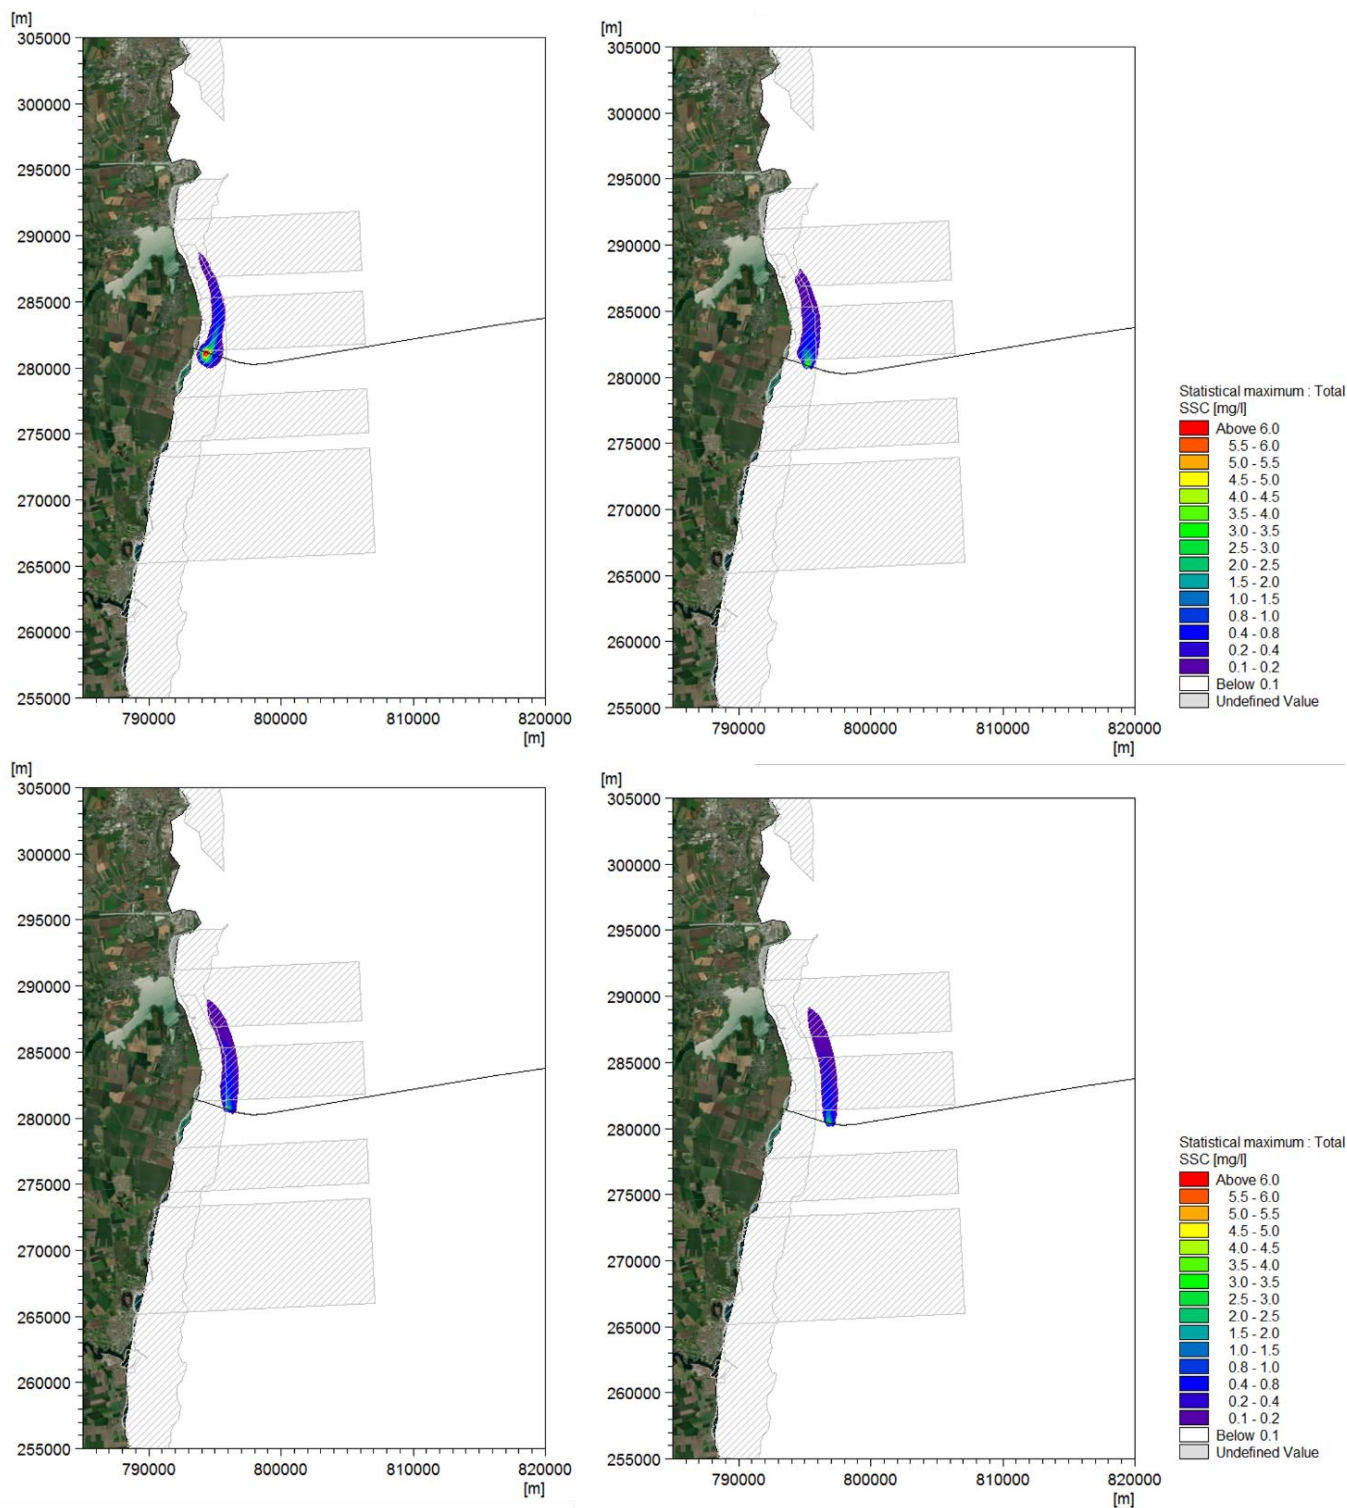 [m]
305000
300000
295000
290000
285000
280000
275000
270000
265000
260000
255000
790000 800000 810000 820000
[m]
[m]
305000
300000
295000
290000
285000
280000
275000
270000
265000
260000
255000
790000 800000 810000 820000
[m]
Statistical maximum : Total
SSC [mg/l]
Above 6.0
5.5 - 6.0
5.0 - 5.5
4.5 - 5.0
4.0 - 4.5
3.5 - 4.0
3.0 - 3.5
2.5 - 3.0
2.0 - 2.5
1.5 - 2.0
1.0 - 1.5
0.8 - 1.0
0.4 - 0.8
0.2 - 0.4
0.1 - 0.2
Below 0.1
Undefined Value
[m]
305000
300000
295000
290000
285000
280000
275000
270000
265000
260000
255000
790000 800000 810000 820000
[m]
[m]
305000
300000
295000
290000
285000
280000
275000
270000
265000
260000
255000
790000 800000 810000 820000
[m]
Statistical maximum : Total
SSC [mg/l]
Above 6.0
5.5 - 6.0
5.0 - 5.5
4.5 - 5.0
4.0 - 4.5
3.5 - 4.0
3.0 - 3.5
2.5 - 3.0
2.0 - 2.5
1.5 - 2.0
1.0 - 1.5
0.8 - 1.0
0.4 - 0.8
0.2 - 0.4
0.1 - 0.2
Below 0.1
Undefined Value